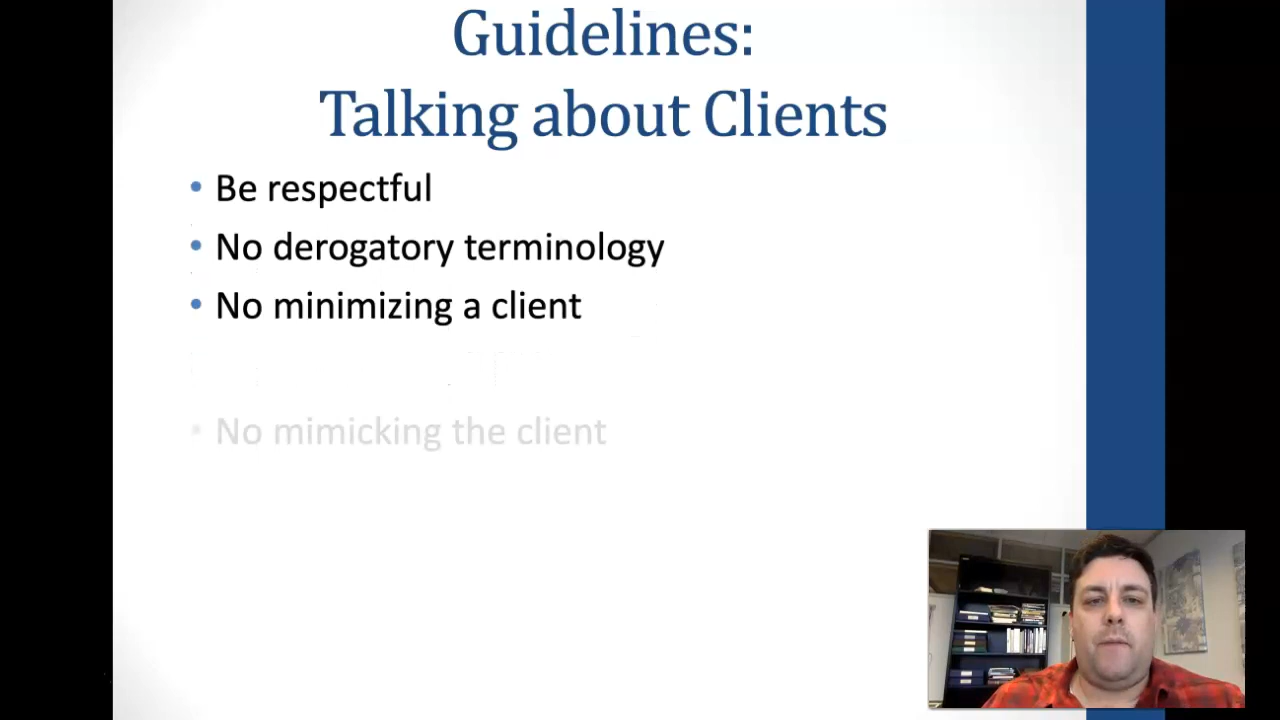 Guidelines:
Talking about Clients
• Be respectful
• No derogatory terminology
• No minimizing a client
• No mimicking the client